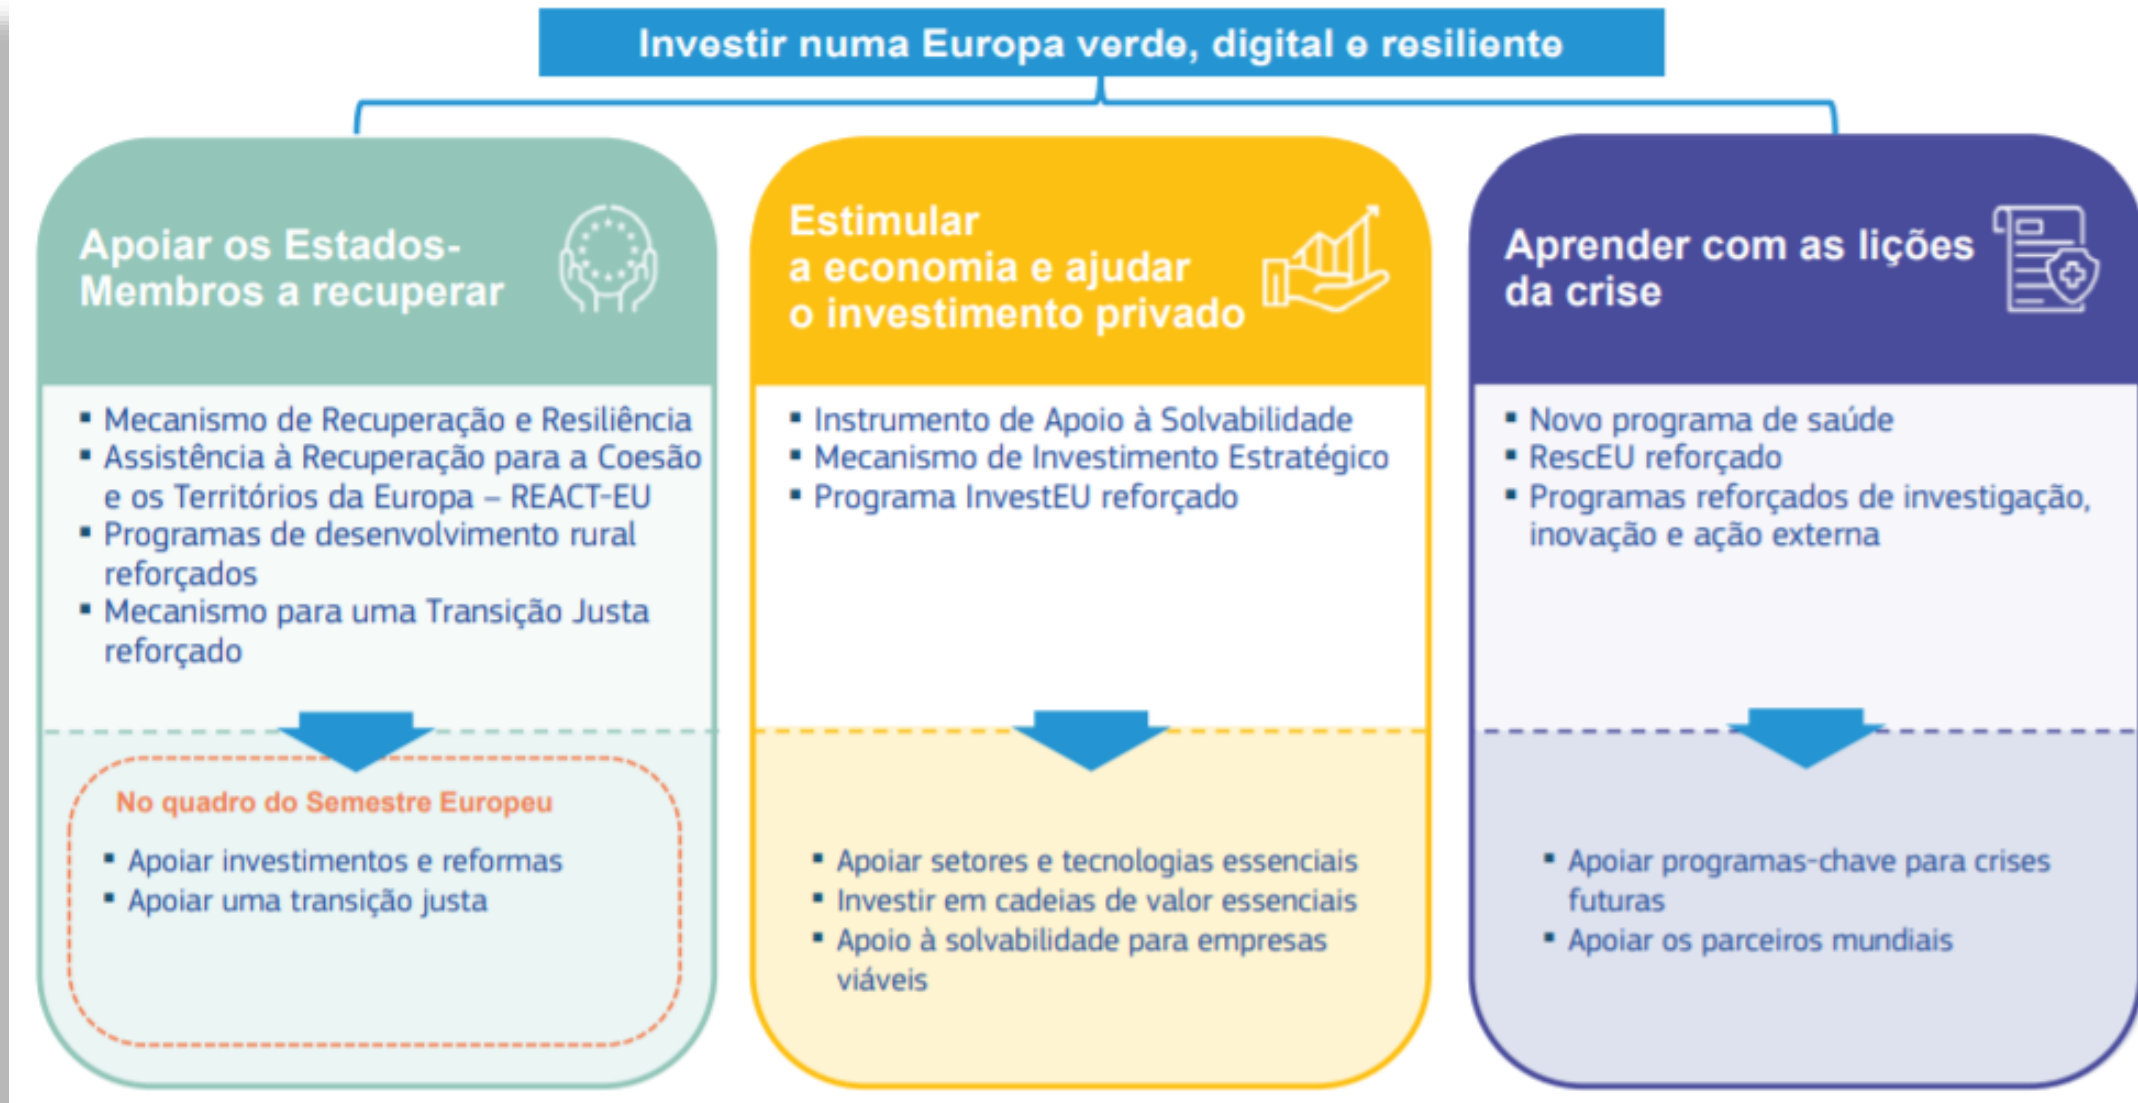 Investir numa Europa verde, digital e resiliente
Apoiar os Estados-
Membros a recuperar
▪ Mecanismo de Recuperação e Resiliência
▪ Assistência à Recuperação para a Coesão
e os Territórios da Europa – REACT-EU
▪ Programas de desenvolvimento rural
reforçados
▪ Mecanismo para uma Transição Justa
reforçado
No quadro do Semestre Europeu
▪ Apoiar investimentos e reformas
▪ Apoiar uma transição justa
Estimular
a economia e ajudar
o investimento privado
▪ Instrumento de Apoio à Solvabilidade
▪ Mecanismo de Investimento Estratégico
▪ Programa InvestEU reforçado
▪ Apoiar setores e tecnologias essenciais
▪ Investir em cadeias de valor essenciais
▪ Apoio à solvabilidade para empresas
viáveis
Aprender com as lições
da crise
▪ Novo programa de saúde
▪ RescEU reforçado
▪ Programas reforçados de investigação,
inovação e ação externa
▪ Apoiar programas-chave para crises
futuras
▪ Apoiar os parceiros mundiais